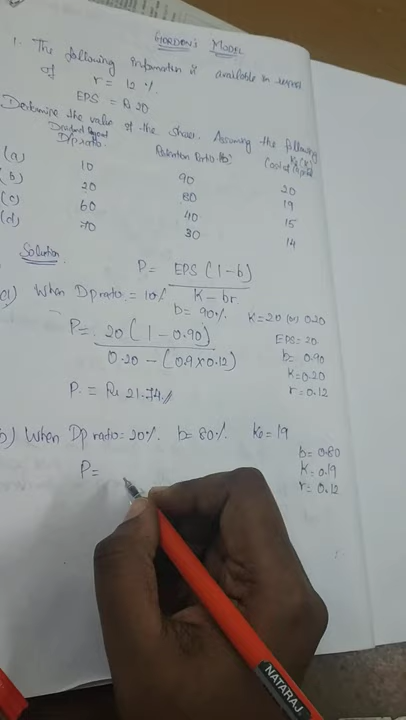 GORDON'S MODEL
1. The following information is available in respect
of r = 12 %
EPS = Rs 20
Determine the value of the shares. Assuming the following
Dividend Payout D/P ratio Retention Ratio (b) Cost of Capital
(a) 10 90 20
(b) 20 80 19
(c) 60 40 15
(d) 70 30 14
Solution
P = EPS (1-b)
K - br
a) When Dp ratio = 10% b = 90% K = 20 (or) 0.20
P = 20 (1 - 0.90)
0.20 - (0.9 x 0.12)
EPS = 20
b = 0.90
K = 0.20
r = 0.12
P = Rs 21.74
b) When Dp ratio = 20% b = 80% Ke = 19
b = 0.80
K = 0.19
r = 0.12
P =
NATARAJ